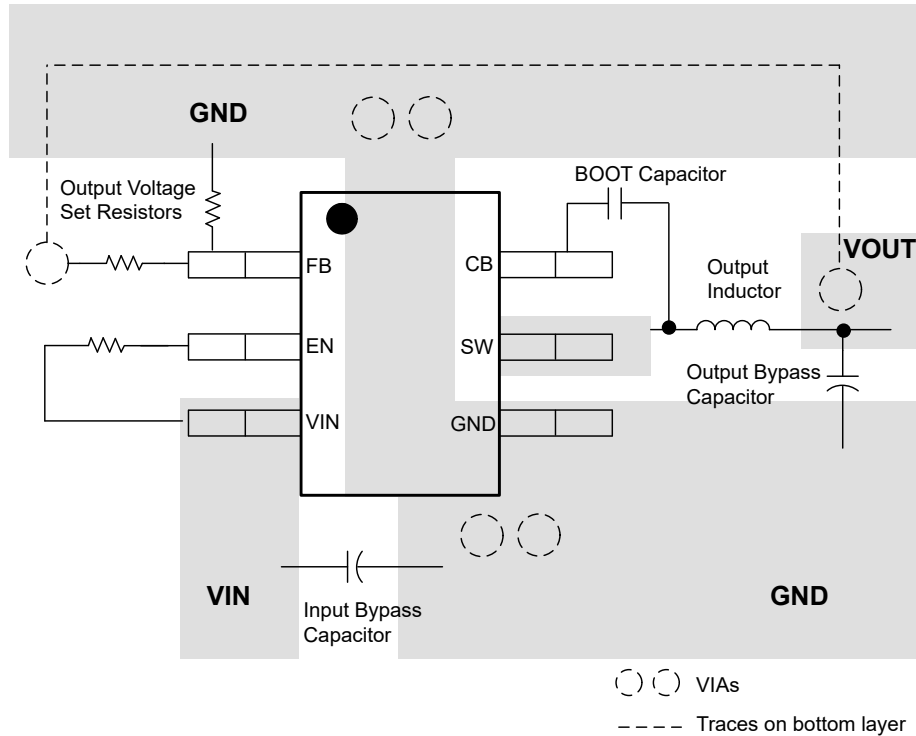 GND
Output Voltage
Set Resistors
BOOT Capacitor
FB
CB
VOUT
Output
Inductor
EN
SW
Output Bypass
Capacitor
VIN
GND
VIN
Input Bypass
Capacitor
GND
VIAs
Traces on bottom layer